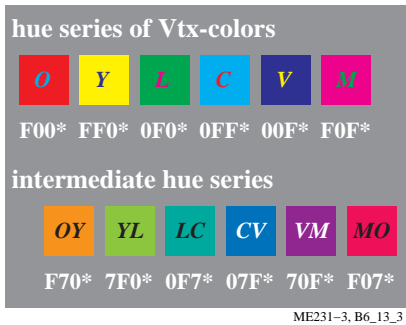 hue series of Vtx-colors
O Y L C V M
F00* FF0* 0F0* 0FF* 00F* F0F*
intermediate hue series
OY YL LC CV VM MO
F70* 7F0* 0F7* 07F* 70F* F07*
ME231−3, B6_13_3